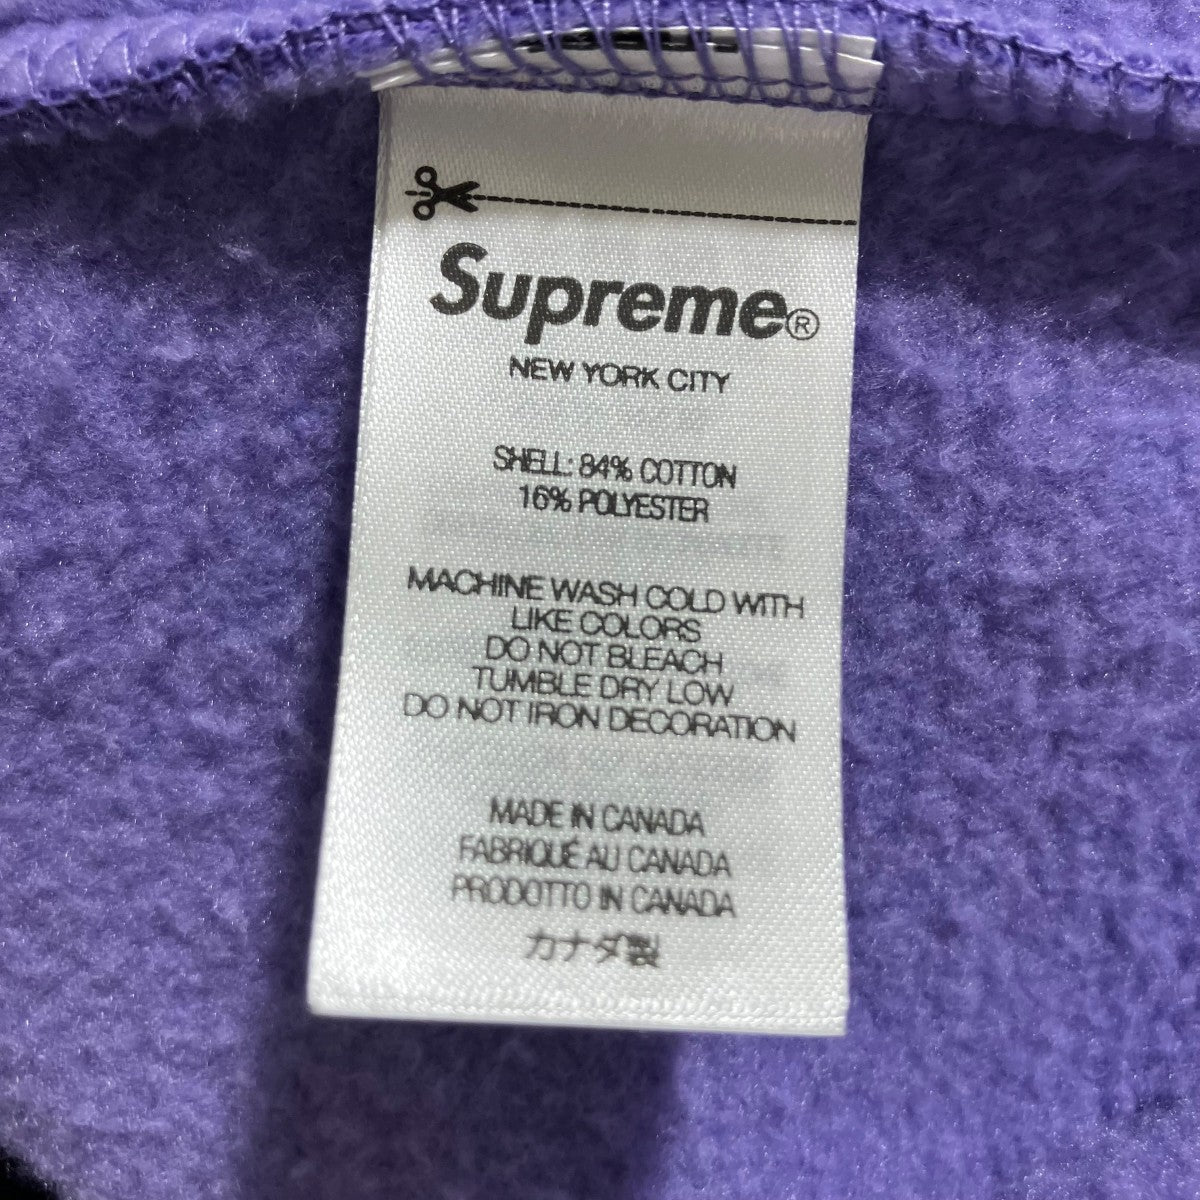 Supreme®
NEW YORK CITY
SHELL: 84% COTTON
16% POLYESTER
MACHINE WASH COLD WITH
LIKE COLORS
DO NOT BLEACH
TUMBLE DRY LOW
DO NOT IRON DECORATION
MADE IN CANADA
FABRIQUÉ AU CANADA
PRODOTTO IN CANADA
カナダ製